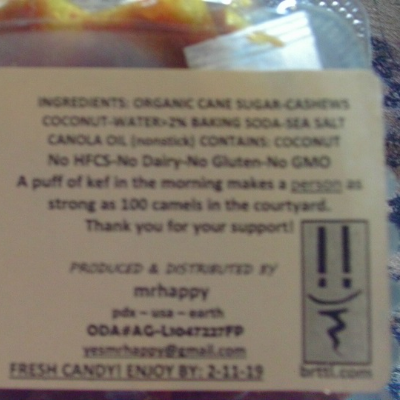 INGREDIENTS: ORGANIC CANE SUGAR-CASHEWS
COCONUT-WATER>2% BAKING SODA-SEA SALT
CANOLA OIL (nonstick) CONTAINS: COCONUT
No HFCS-No Dairy-No Gluten-No GMO
A puff of kef in the morning makes a person as
strong as 100 camels in the courtyard.
Thank you for your support!
PRODUCED & DISTRIBUTED BY
mrhappy
pdx – usa – earth
ODA#AG-L1047227FP
yesmrhappy@gmail.com
FRESH CANDY! ENJOY BY: 2-11-19
brttl.com